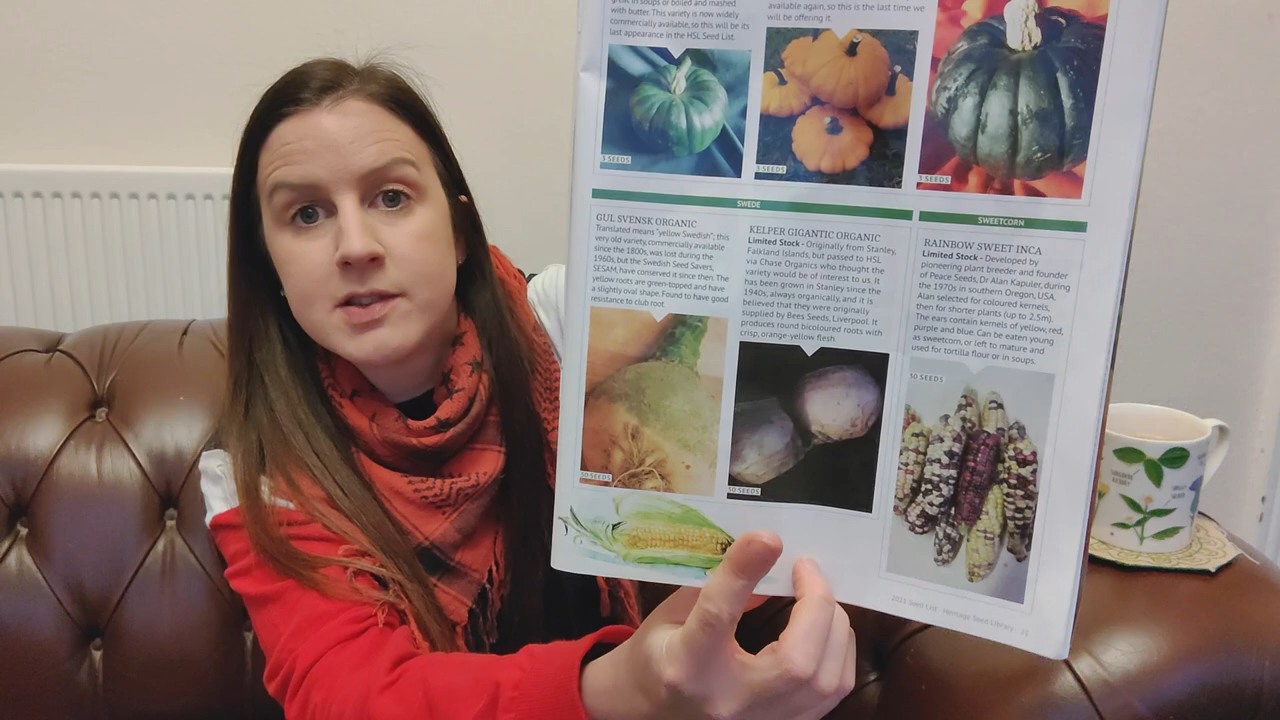 great in soups or boiled and mashed
with butter. This variety is now widely
commercially available, so this will be its
last appearance in the HSL Seed List.
3 SEEDS
available again, so this is the last time we
will be offering it.
5 SEEDS
5 SEEDS
SWEDE
GUL SVENSK ORGANIC
Translated means "yellow Swedish"; this
very old variety, commercially available
since the 1800s, was lost during the
1960s, but the Swedish Seed Savers,
SESAM, have conserved it since then. The
yellow roots are green-topped and have
a slightly oval shape. Found to have good
resistance to club root.
50 SEEDS
KELPER GIGANTIC ORGANIC
Limited Stock - Originally from Stanley,
Falkland Islands, but passed to HSL
via Chase Organics who thought the
variety would be of interest to us. It
has been grown in Stanley since the
1940s, always organically, and it is
believed that they were originally
supplied by Bees Seeds, Liverpool. It
produces round bicoloured roots with
crisp, orange-yellow flesh.
50 SEEDS
SWEETCORN
RAINBOW SWEET INCA
Limited Stock - Developed by
pioneering plant breeder and founder
of Peace Seeds, Dr Alan Kapuler, during
the 1970s in southern Oregon, USA.
Alan selected for coloured kernels,
then for shorter plants (up to 2.5m).
The ears contain kernels of yellow, red,
purple and blue. Can be eaten young
as sweetcorn, or left to mature and
used for tortilla flour or in soups.
50 SEEDS
2021 Seed List - Heritage Seed Library